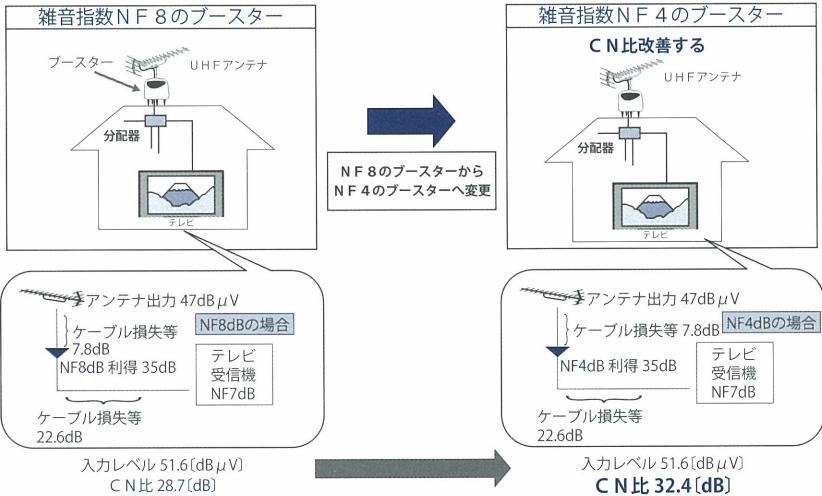 雑音指数NF8のブースター
ブースター
UHFアンテナ
分配器
テレビ
NF8のブースターから
NF4のブースターへ変更
雑音指数NF4のブースター
CN比改善する
UHFアンテナ
分配器
テレビ
アンテナ出力 47dBμV
NF8dBの場合
ケーブル損失等
7.8dB
NF8dB 利得 35dB
テレビ
受信機
NF7dB
ケーブル損失等
22.6dB
入力レベル 51.6〔dBμV〕
CN比 28.7〔dB〕
アンテナ出力 47dBμV
ケーブル損失等 7.8dB
NF4dBの場合
NF4dB 利得 35dB
テレビ
受信機
NF7dB
ケーブル損失等
22.6dB
入力レベル 51.6〔dBμV〕
CN比 32.4〔dB〕